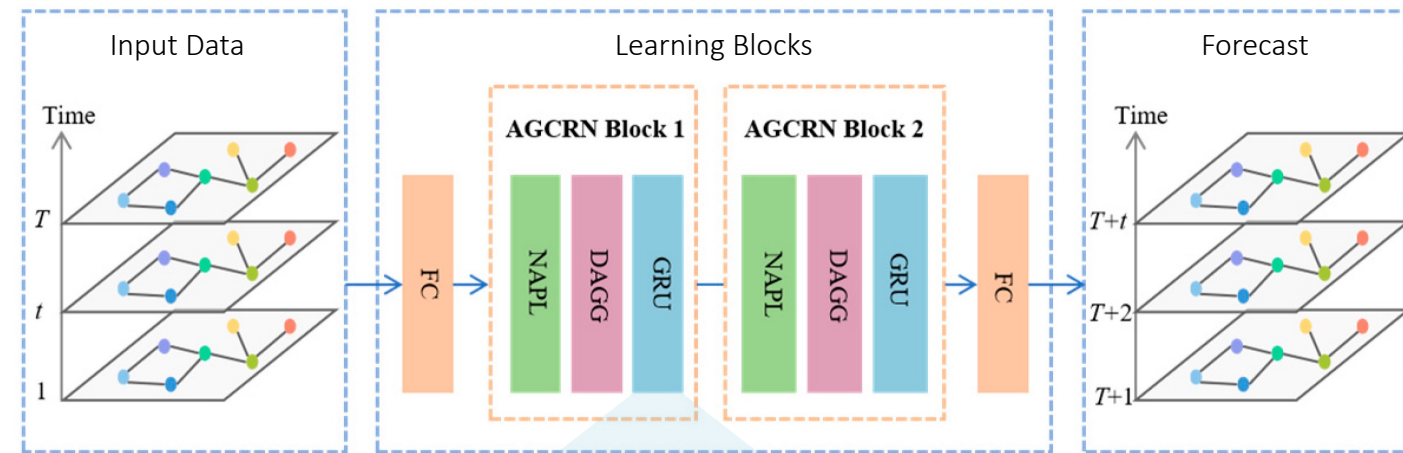 Input Data
Time
T
t
1
Learning Blocks
FC
AGCRN Block 1
NAPL
DAGG
GRU
AGCRN Block 2
NAPL
DAGG
GRU
FC
Forecast
Time
T+t
T+2
T+1